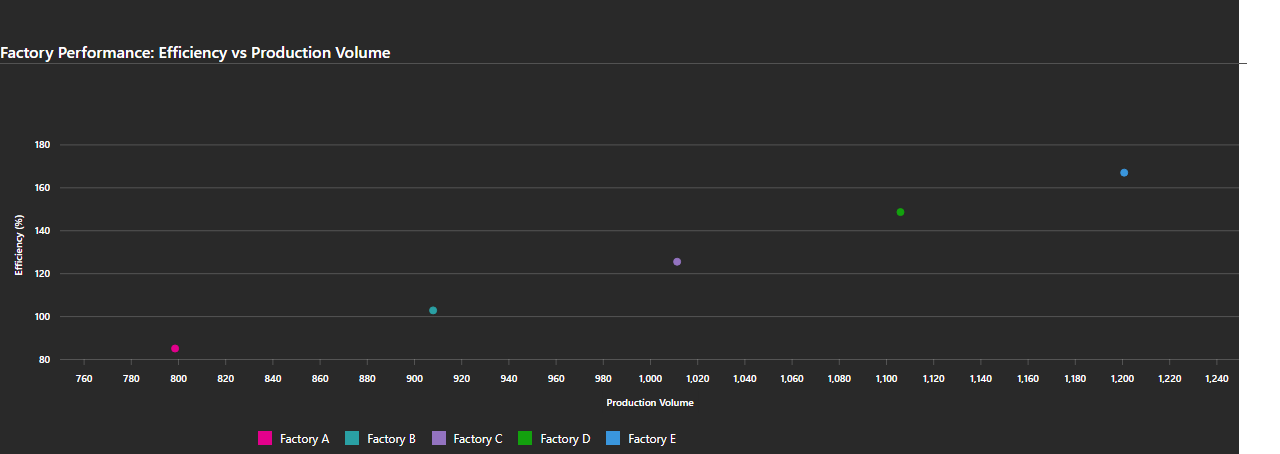 Factory Performance: Efficiency vs Production Volume
180
160
140
120
100
80
Efficiency (%)
760 780 800 820 840 860 880 900 920 940 960 980 1,000 1,020 1,040 1,060 1,080 1,100 1,120 1,140 1,160 1,180 1,200 1,220 1,240
Production Volume
Factory A Factory B Factory C Factory D Factory E